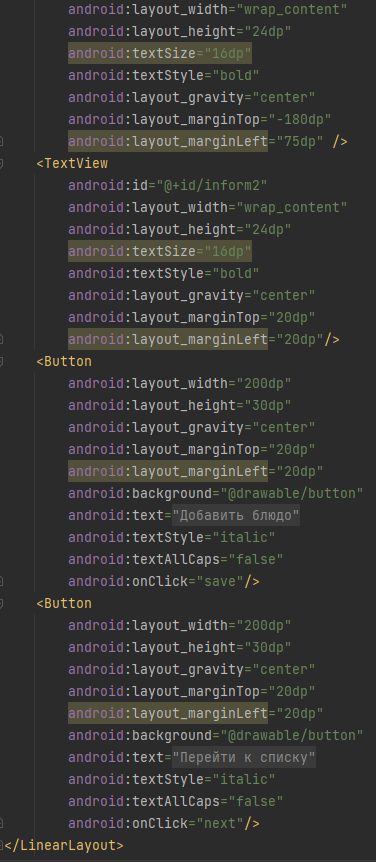 android:layout_width="wrap_content"
android:layout_height="24dp"
android:textSize="16dp"
android:textStyle="bold"
android:layout_gravity="center"
android:layout_marginTop="-180dp"
android:layout_marginLeft="75dp" />
<TextView
android:id="@+id/inform2"
android:layout_width="wrap_content"
android:layout_height="24dp"
android:textSize="16dp"
android:textStyle="bold"
android:layout_gravity="center"
android:layout_marginTop="20dp"
android:layout_marginLeft="20dp"/>
<Button
android:layout_width="200dp"
android:layout_height="30dp"
android:layout_gravity="center"
android:layout_marginTop="20dp"
android:layout_marginLeft="20dp"
android:background="@drawable/button"
android:text="Добавить блюдо"
android:textStyle="italic"
android:textAllCaps="false"
android:onClick="save"/>
<Button
android:layout_width="200dp"
android:layout_height="30dp"
android:layout_gravity="center"
android:layout_marginTop="20dp"
android:layout_marginLeft="20dp"
android:background="@drawable/button"
android:text="Перейти к списку"
android:textStyle="italic"
android:textAllCaps="false"
android:onClick="next"/>
</LinearLayout>